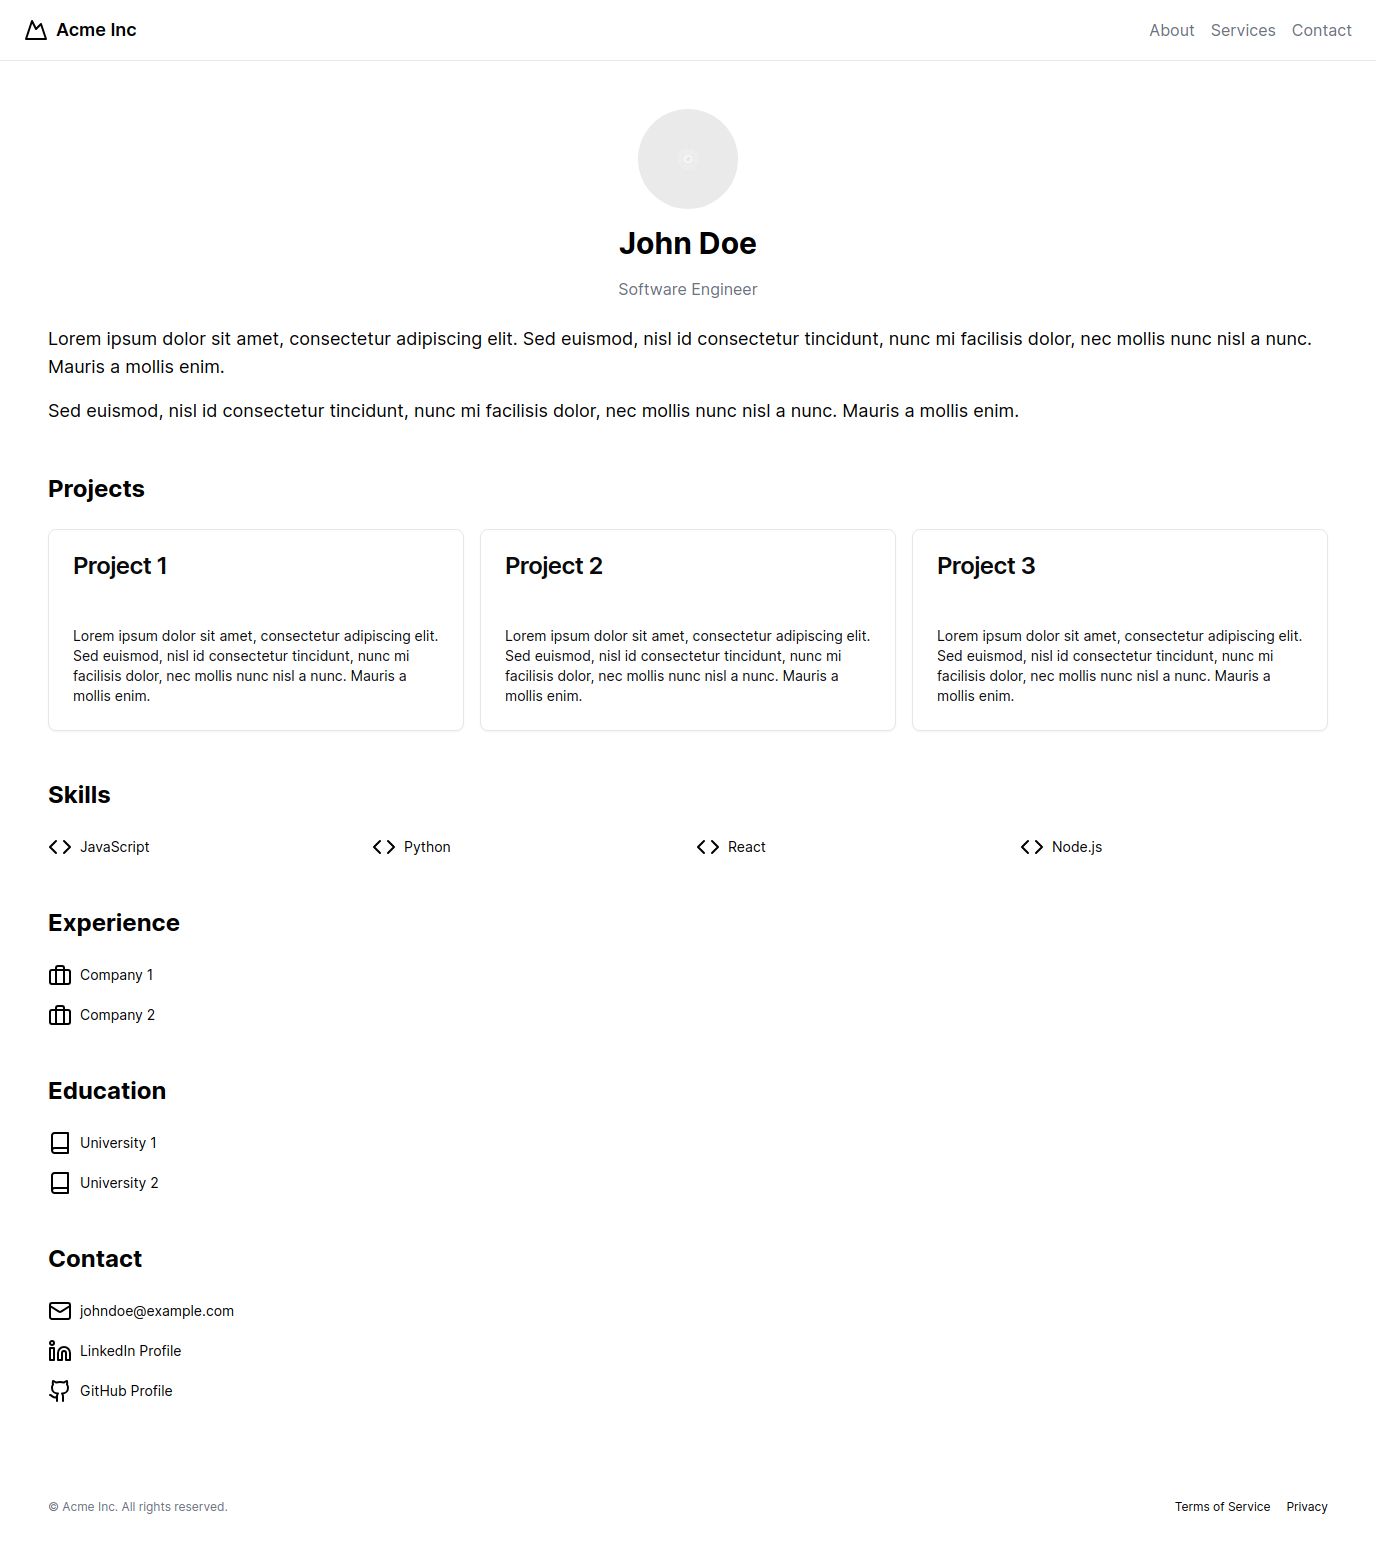 Acme Inc
About Services Contact
John Doe
Software Engineer
Lorem ipsum dolor sit amet, consectetur adipiscing elit. Sed euismod, nisl id consectetur tincidunt, nunc mi facilisis dolor, nec mollis nunc nisl a nunc.
Mauris a mollis enim.
Sed euismod, nisl id consectetur tincidunt, nunc mi facilisis dolor, nec mollis nunc nisl a nunc. Mauris a mollis enim.
Projects
Project 1
Lorem ipsum dolor sit amet, consectetur adipiscing elit.
Sed euismod, nisl id consectetur tincidunt, nunc mi
facilisis dolor, nec mollis nunc nisl a nunc. Mauris a
mollis enim.
Project 2
Lorem ipsum dolor sit amet, consectetur adipiscing elit.
Sed euismod, nisl id consectetur tincidunt, nunc mi
facilisis dolor, nec mollis nunc nisl a nunc. Mauris a
mollis enim.
Project 3
Lorem ipsum dolor sit amet, consectetur adipiscing elit.
Sed euismod, nisl id consectetur tincidunt, nunc mi
facilisis dolor, nec mollis nunc nisl a nunc. Mauris a
mollis enim.
Skills
JavaScript
Python
React
Node.js
Experience
Company 1
Company 2
Education
University 1
University 2
Contact
johndoe@example.com
LinkedIn Profile
GitHub Profile
© Acme Inc. All rights reserved.
Terms of Service Privacy